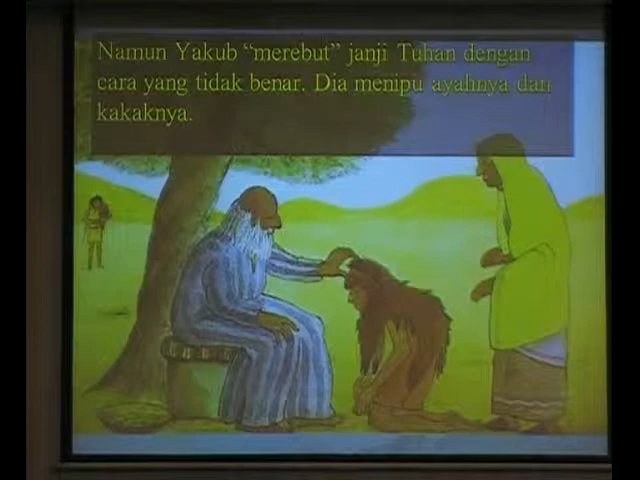 Namun Yakub “merebut” janji Tuhan dengan
cara yang tidak benar. Dia menipu ayahnya dan
kakaknya.